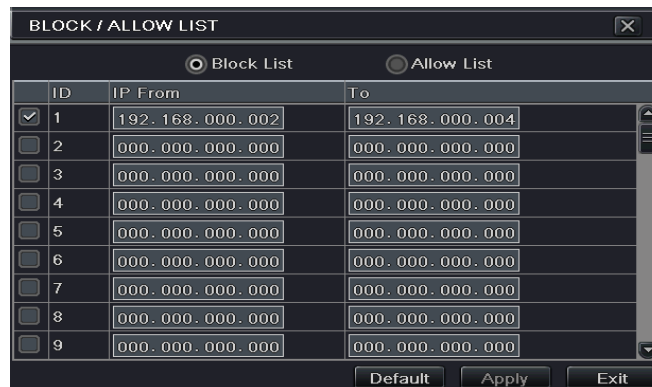 BLOCK / ALLOW LIST
Block List Allow List
ID IP From To
1 192.168.000.002 192.168.000.004
2 000.000.000.000 000.000.000.000
3 000.000.000.000 000.000.000.000
4 000.000.000.000 000.000.000.000
5 000.000.000.000 000.000.000.000
6 000.000.000.000 000.000.000.000
7 000.000.000.000 000.000.000.000
8 000.000.000.000 000.000.000.000
9 000.000.000.000 000.000.000.000
Default Apply Exit